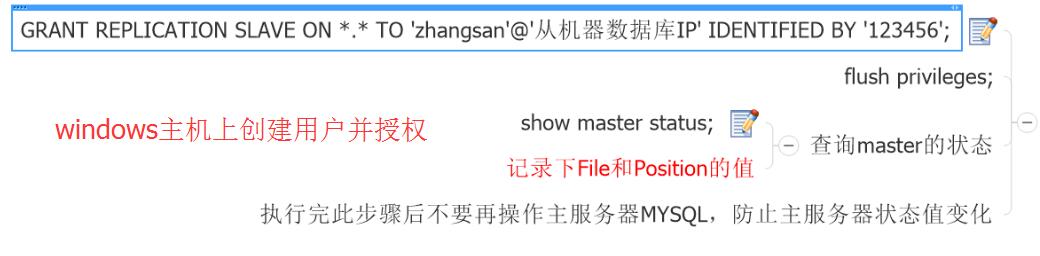 GRANT REPLICATION SLAVE ON *.* TO 'zhangsan'@'从机器数据库IP' IDENTIFIED BY '123456';
flush privileges;
windows主机上创建用户并授权
show master status;
查询master的状态
记录下File和Position的值
执行完此步骤后不要再操作主服务器MYSQL，防止主服务器状态值变化